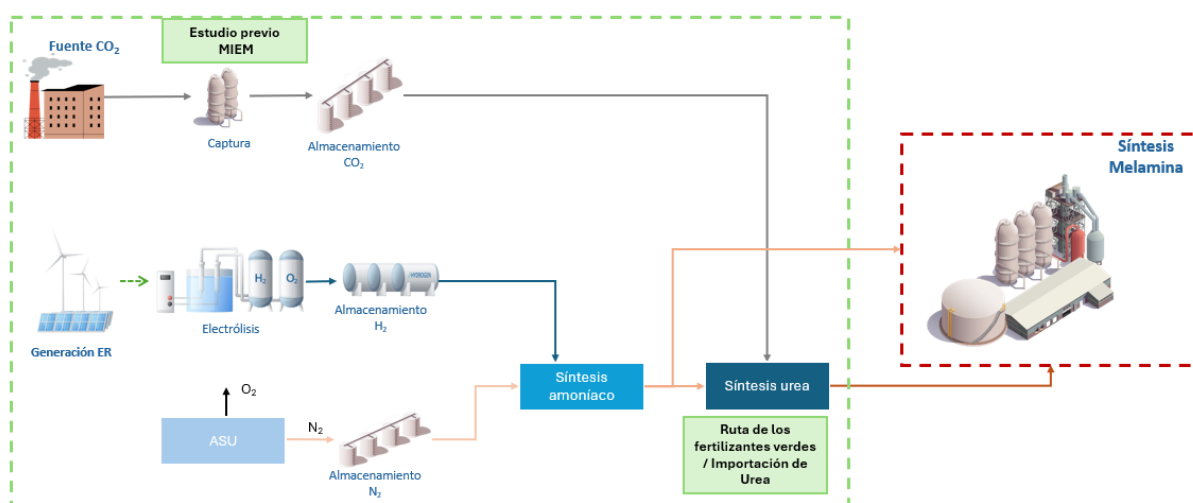 Estudio previo
MIEM
Fuente CO₂
Captura
Almacenamiento
CO₂
Síntesis
Melamina
H₂
O₂
HYDROGEN
Electrólisis
Almacenamiento
H₂
Generación ER
O₂
ASU
N₂
Almacenamiento
N₂
Síntesis
amoníaco
Síntesis urea
Ruta de los
fertilizantes verdes
/ Importación de
Urea